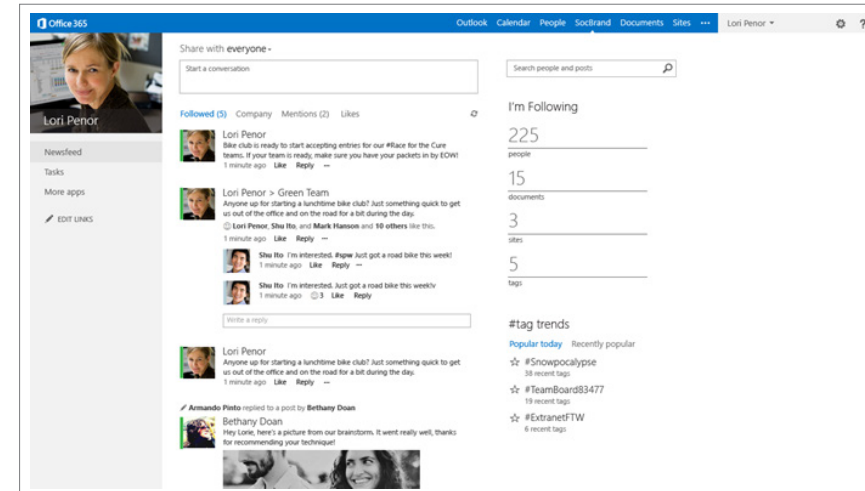 Office 365
Outlook Calendar People SocBrand Documents Sites ••• Lori Penor
?
Lori Penor
Newsfeed
Tasks
More apps
EDIT LINKS
Share with everyone
Start a conversation
Followed (5) Company Mentions (2) Likes
Lori Penor
Bike club is ready to start accepting entries for our #Race for the Cure
teams. If your team is ready, make sure you have your packets in by EOW!
1 minute ago Like Reply •••
Lori Penor > Green Team
Anyone up for starting a lunchtime bike club? Just something quick to get
us out of the office and on the road for a bit during the day.
Lori Penor, Shu Ito, and Mark Hanson and 10 others like this.
1 minute ago Like Reply •••
Shu Ito I'm interested. #spw Just got a road bike this week!
1 minute ago Like Reply •••
Shu Ito I'm interested. Just got a road bike this week!v
1 minute ago 3 Like Reply
Write a reply
Lori Penor
Anyone up for starting a lunchtime bike club? Just something quick to get
us out of the office and on the road for a bit during the day.
1 minute ago Like Reply •••
Armando Pinto replied to a post by Bethany Doan
Bethany Doan
Hey Lorie, here's a picture from our brainstorm. It went really well, thanks
for recommending your technique!
Search people and posts
I'm Following
225
people
15
documents
3
sites
5
tags
#tag trends
Popular today Recently popular
#Snowpocalypse
38 recent tags
#TeamBoard83477
19 recent tags
#ExtranetFTW
6 recent tags